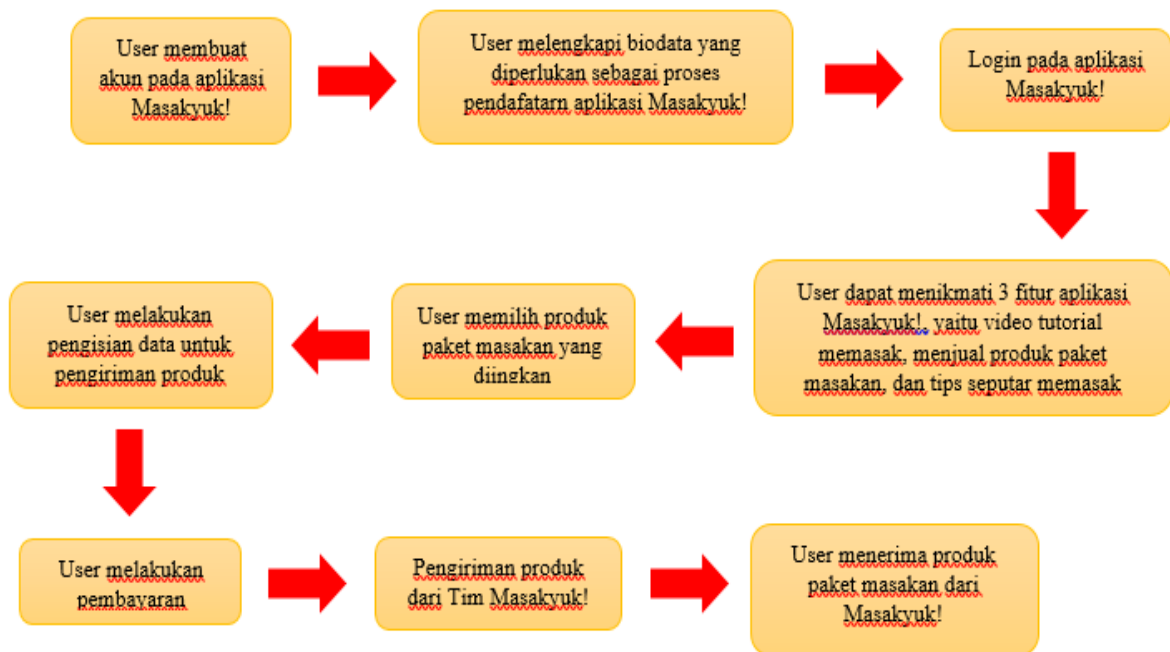 User membuat
akun pada aplikasi
Masakyuk!
User melengkapi biodata yang
diperlukan sebagai proses
pendafatarn aplikasi Masakyuk!
Login pada aplikasi
Masakyuk!
User dapat menikmati 3 fitur aplikasi
Masakyuk!, yaitu video tutorial
memasak, menjual produk paket
masakan, dan tips seputar memasak
User memilih produk
paket masakan yang
diingkan
User melakukan
pengisian data untuk
pengiriman produk
User melakukan
pembayaran
Pengiriman produk
dari Tim Masakyuk!
User menerima produk
paket masakan dari
Masakyuk!